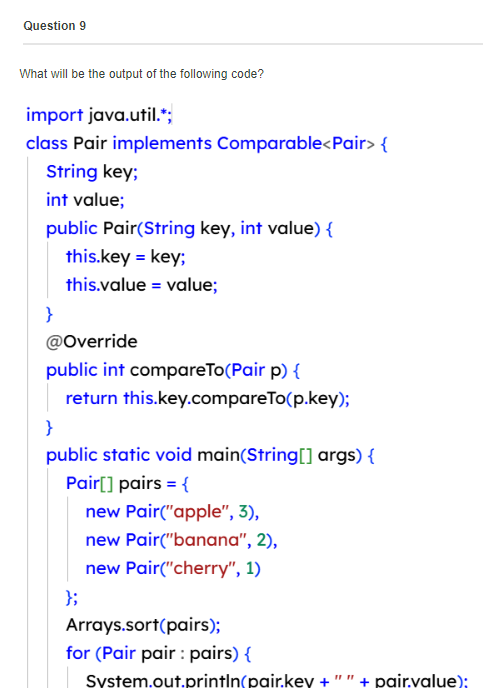 Question 9
What will be the output of the following code?
import java.util.*;
class Pair implements Comparable<Pair> {
String key;
int value;
public Pair(String key, int value) {
this.key = key;
this.value = value;
}
@Override
public int compareTo(Pair p) {
return this.key.compareTo(p.key);
}
public static void main(String[] args) {
Pair[] pairs = {
new Pair("apple", 3),
new Pair("banana", 2),
new Pair("cherry", 1)
};
Arrays.sort(pairs);
for (Pair pair : pairs) {
System.out.println(pair.key + " " + pair.value);